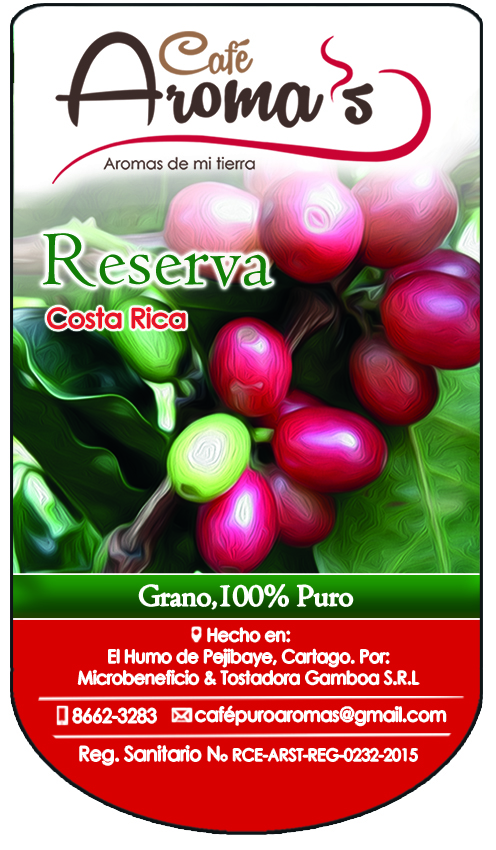 Café
Aroma's
Aromas de mi tierra
Reserva
Costa Rica
Grano,100% Puro
Hecho en:
El Humo de Pejibaye, Cartago. Por:
Microbeneficio & Tostadora Gamboa S.R.L
8662-3283 cafépuroaromas@gmail.com
Reg. Sanitario No RCE-ARST-REG-0232-2015